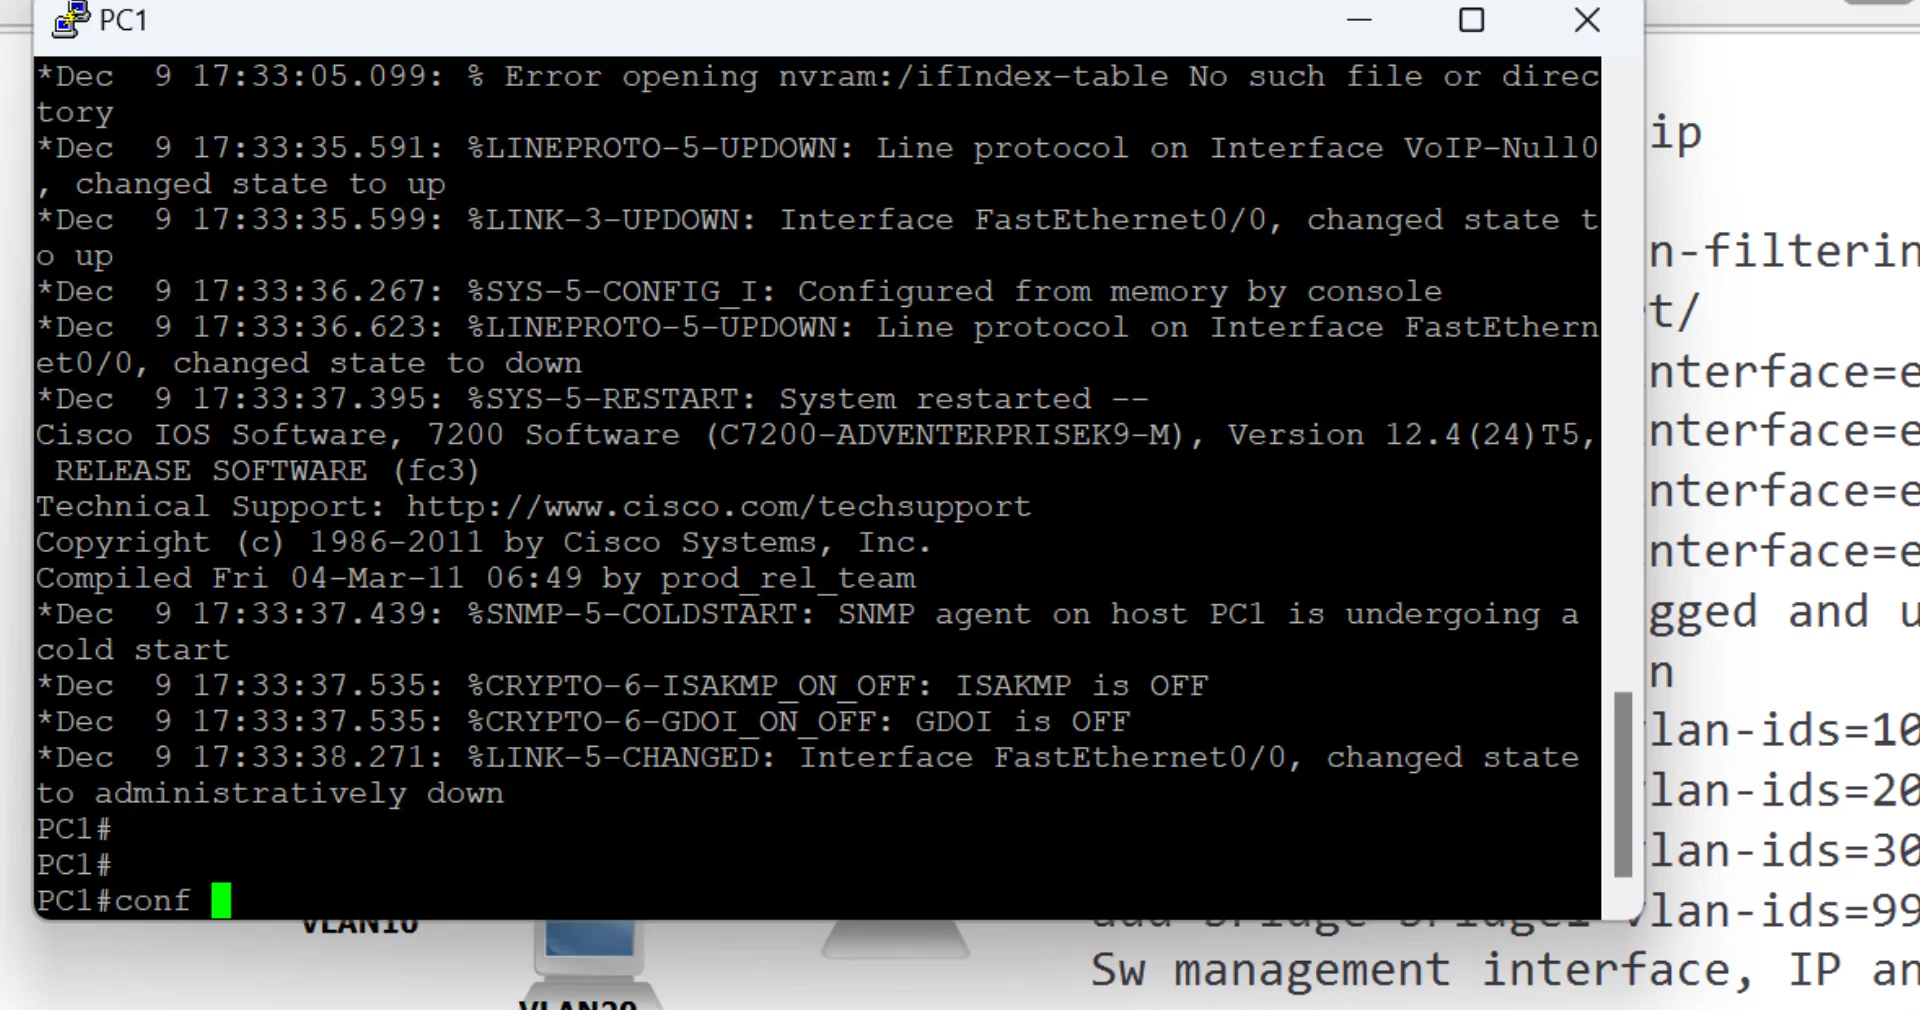 PC1
*Dec  9 17:33:05.099: % Error opening nvram:/ifIndex-table No such file or direc
tory
*Dec  9 17:33:35.591: %LINEPROTO-5-UPDOWN: Line protocol on Interface VoIP-Null0
, changed state to up
*Dec  9 17:33:35.599: %LINK-3-UPDOWN: Interface FastEthernet0/0, changed state t
o up
*Dec  9 17:33:36.267: %SYS-5-CONFIG_I: Configured from memory by console
*Dec  9 17:33:36.623: %LINEPROTO-5-UPDOWN: Line protocol on Interface FastEthern
et0/0, changed state to down
*Dec  9 17:33:37.395: %SYS-5-RESTART: System restarted --
Cisco IOS Software, 7200 Software (C7200-ADVENTERPRISEK9-M), Version 12.4(24)T5,
 RELEASE SOFTWARE (fc3)
Technical Support: http://www.cisco.com/techsupport
Copyright (c) 1986-2011 by Cisco Systems, Inc.
Compiled Fri 04-Mar-11 06:49 by prod_rel_team
*Dec  9 17:33:37.439: %SNMP-5-COLDSTART: SNMP agent on host PC1 is undergoing a
cold start
*Dec  9 17:33:37.535: %CRYPTO-6-ISAKMP_ON_OFF: ISAKMP is OFF
*Dec  9 17:33:37.535: %CRYPTO-6-GDOI_ON_OFF: GDOI is OFF
*Dec  9 17:33:38.271: %LINK-5-CHANGED: Interface FastEthernet0/0, changed state
to administratively down
PC1#
PC1#
PC1#conf
ip
n-filterin
t/
nterface=e
nterface=e
nterface=e
nterface=e
gged and u
n
lan-ids=10
lan-ids=20
lan-ids=30
add bridge bridge1 vlan-ids=99
Sw management interface, IP an
VLAN10
VLAN20